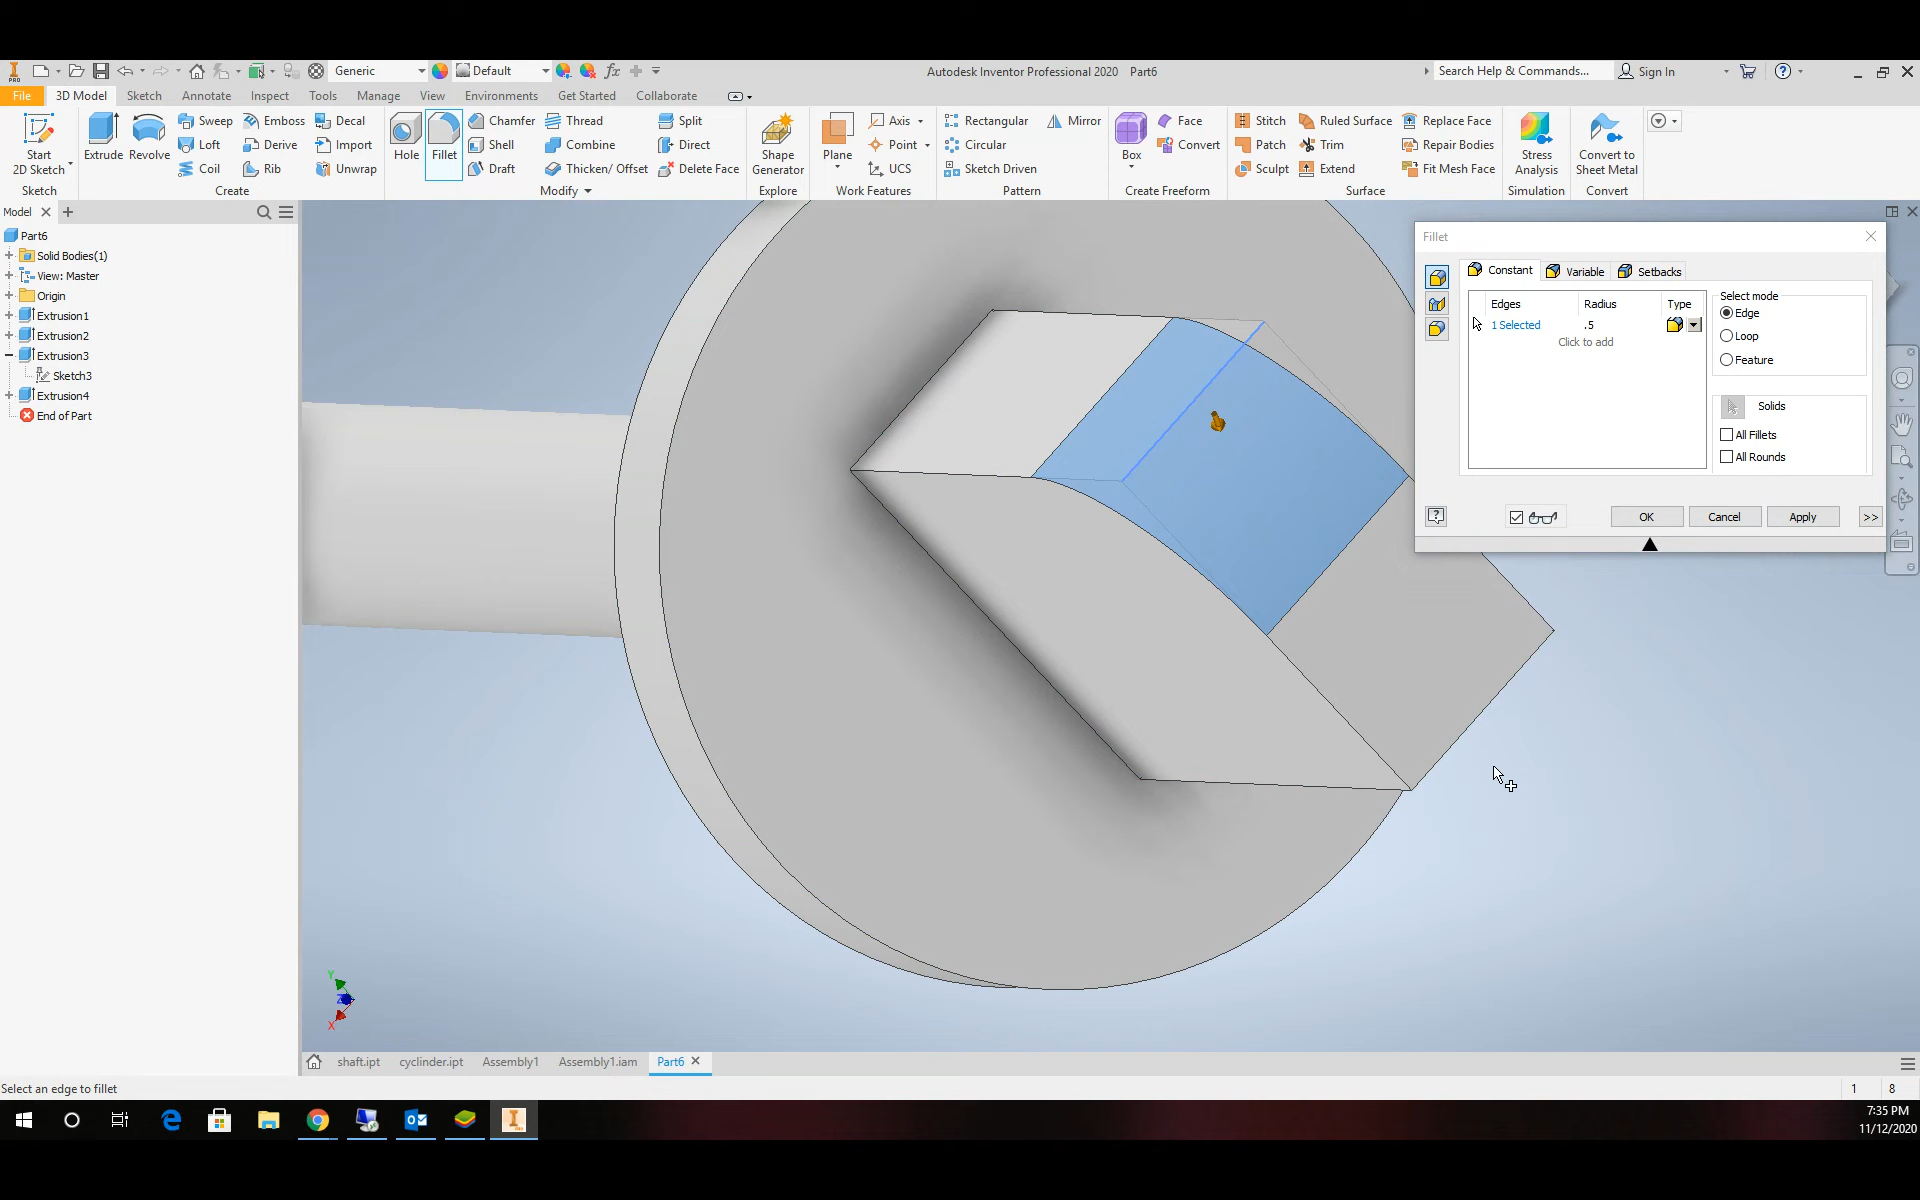 PRO
Generic
Default
fx
Autodesk Inventor Professional 2020 Part6
Search Help & Commands...
Sign In
File 3D Model Sketch Annotate Inspect Tools Manage View Environments Get Started Collaborate
Start
2D Sketch
Sketch
Extrude
Revolve
Sweep
Loft
Coil
Emboss
Derive
Rib
Decal
Import
Unwrap
Create
Hole
Fillet
Chamfer
Shell
Draft
Thread
Combine
Thicken/ Offset
Split
Direct
Delete Face
Modify
Shape
Generator
Explore
Plane
Axis
Point
UCS
Work Features
Rectangular
Circular
Sketch Driven
Mirror
Pattern
Box
Face
Convert
Create Freeform
Stitch
Patch
Sculpt
Ruled Surface
Trim
Extend
Replace Face
Repair Bodies
Fit Mesh Face
Surface
Stress
Analysis
Simulation
Convert to
Sheet Metal
Convert
Model
Part6
Solid Bodies(1)
View: Master
Origin
Extrusion1
Extrusion2
Extrusion3
Sketch3
Extrusion4
End of Part
Fillet
Constant Variable Setbacks
Edges Radius Type
1 Selected .5
Click to add
Select mode
Edge
Loop
Feature
Solids
All Fillets
All Rounds
OK Cancel Apply >>
Y
Z
X
shaft.ipt cyclinder.ipt Assembly1 Assembly1.iam Part6
Select an edge to fillet
1 8
7:35 PM
11/12/2020